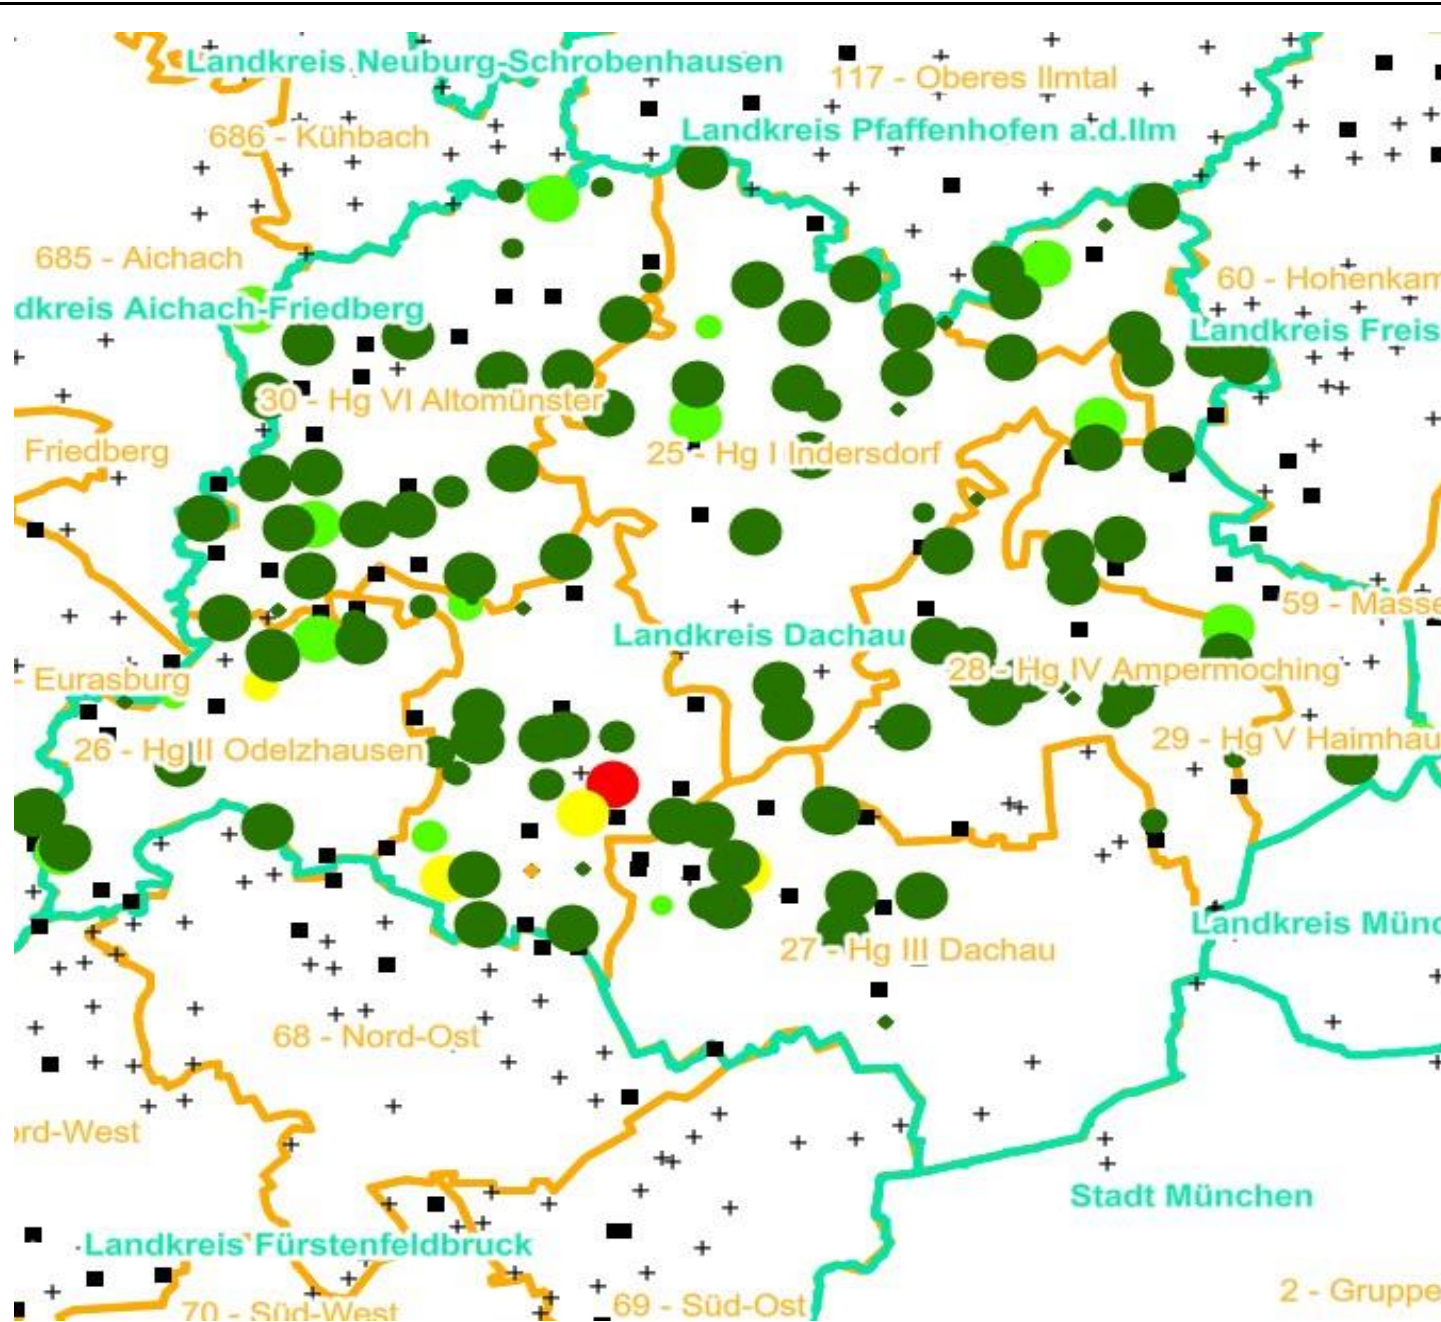 Landkreis Neuburg-Schrobenhausen
117 - Oberes Ilmtal
686 - Kühbach
Landkreis Pfaffenhofen a.d.Ilm
685 - Aichach
60 - Hohenkam
dkreis Aichach-Friedberg
Landkreis Freis
30 - Hg VI Altomünster
Friedberg
25 - Hg I Indersdorf
59 - Masse
Landkreis Dachau
28 - Hg IV Ampermoching
- Eurasburg
26 - Hg II Odelzhausen
29 - Hg V Haimhau
Landkreis Münc
27 - Hg III Dachau
68 - Nord-Ost
ord-West
Stadt München
Landkreis Fürstenfeldbruck
2 - Gruppe
69 - Süd-Ost
70 - Süd-West